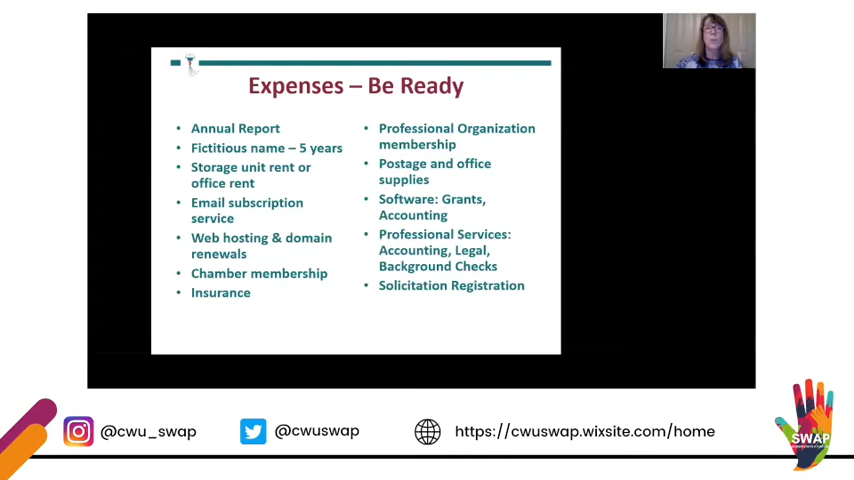 Expenses – Be Ready
• Annual Report
• Fictitious name – 5 years
• Storage unit rent or
office rent
• Email subscription
service
• Web hosting & domain
renewals
• Chamber membership
• Insurance
• Professional Organization
membership
• Postage and office
supplies
• Software: Grants,
Accounting
• Professional Services:
Accounting, Legal,
Background Checks
• Solicitation Registration
@cwu_swap
@cwuswap
https://cwuswap.wixsite.com/home
SWAP